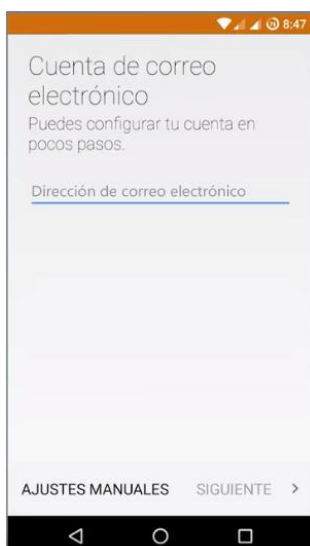 8:47
Cuenta de correo
electrónico
Puedes configurar tu cuenta en
pocos pasos.
Dirección de correo electrónico
AJUSTES MANUALES SIGUIENTE >